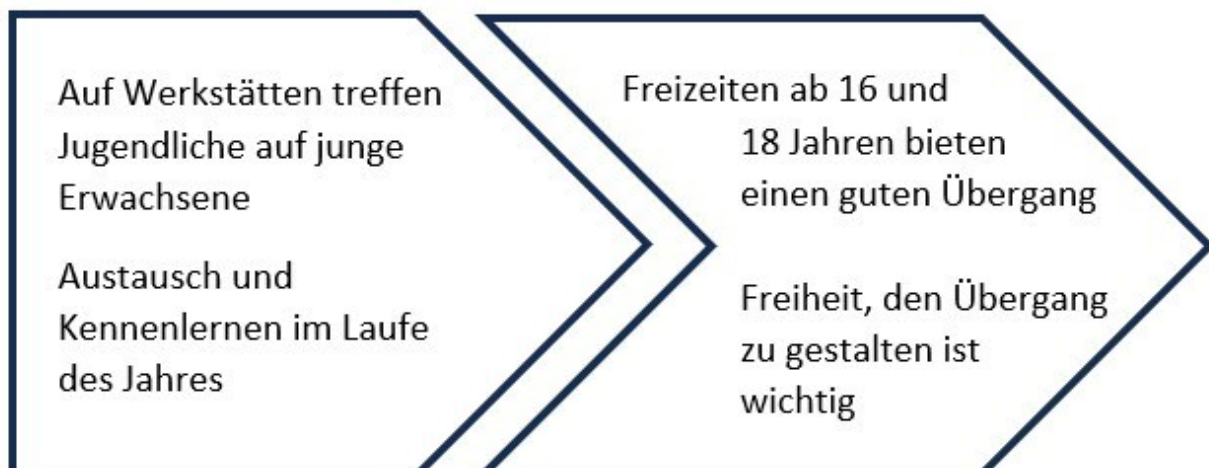 Auf Werkstätten treffen
Jugendliche auf junge
Erwachsene
Austausch und
Kennenlernen im Laufe
des Jahres
Freizeiten ab 16 und
18 Jahren bieten
einen guten Übergang
Freiheit, den Übergang
zu gestalten ist
wichtig